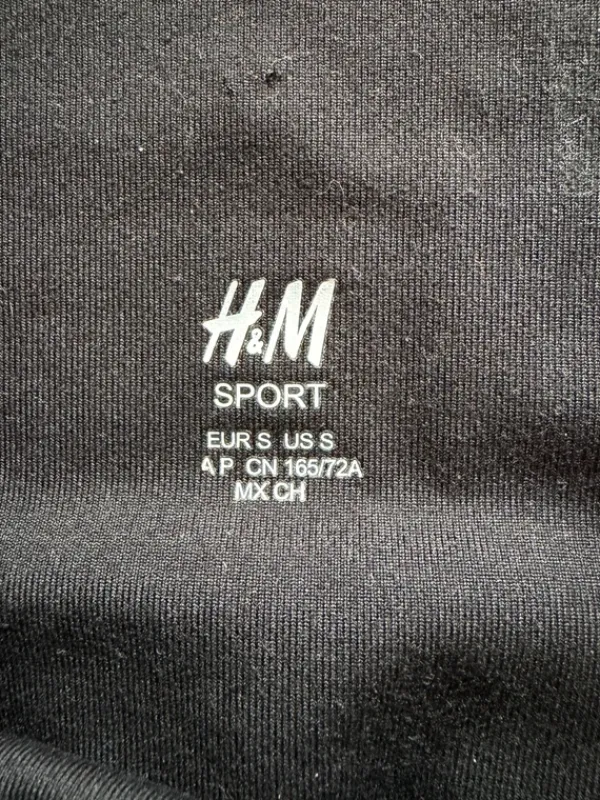 H&M
SPORT
EUR S US S
P CN 165/72A
MX CH